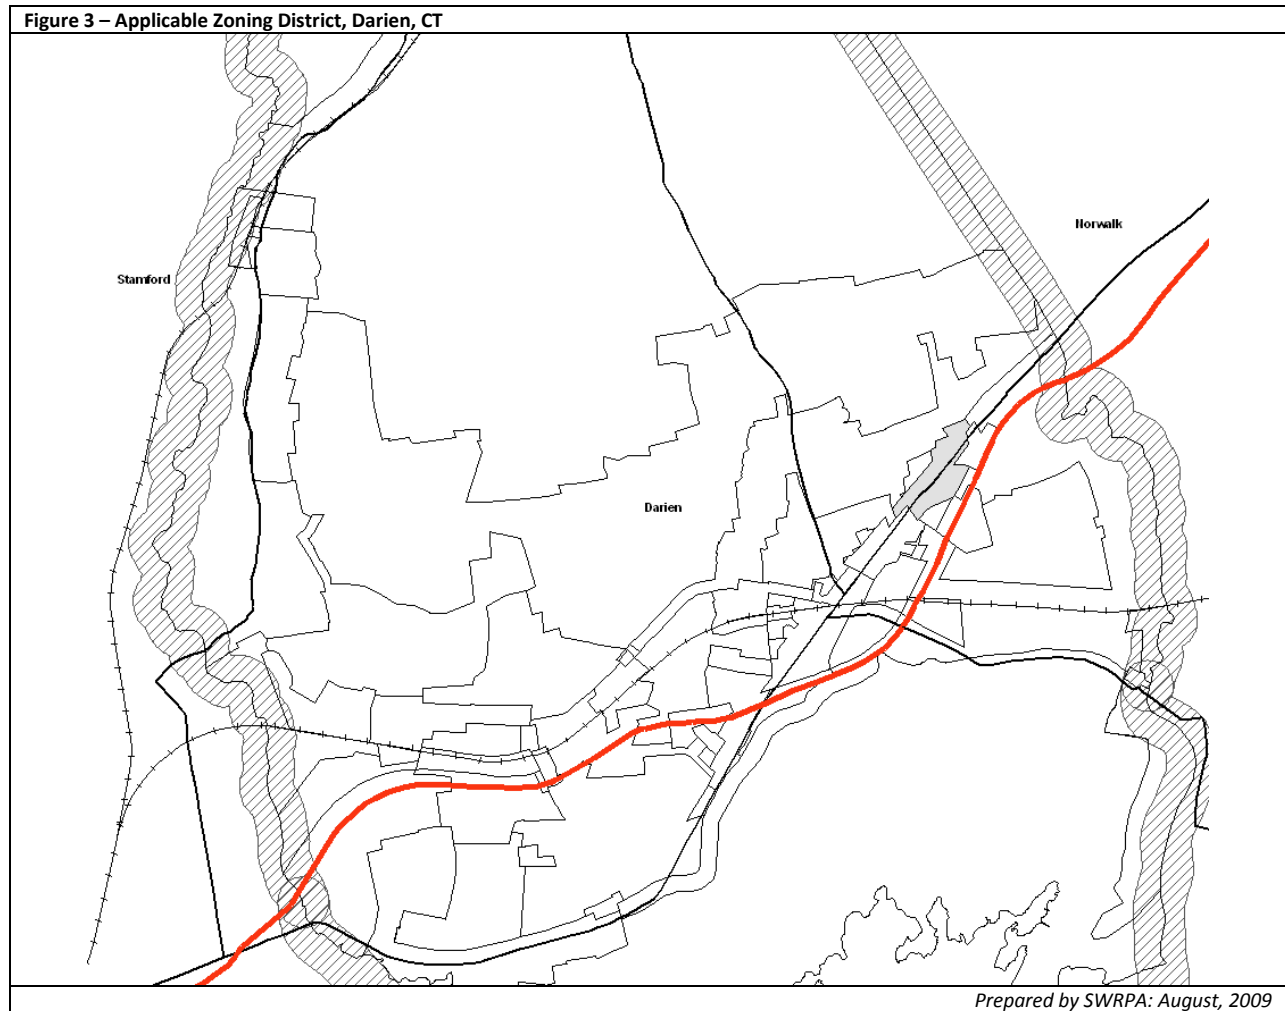 Figure 3 – Applicable Zoning District, Darien, CT
Norwalk
Stamford
Darien
Prepared by SWRPA: August, 2009